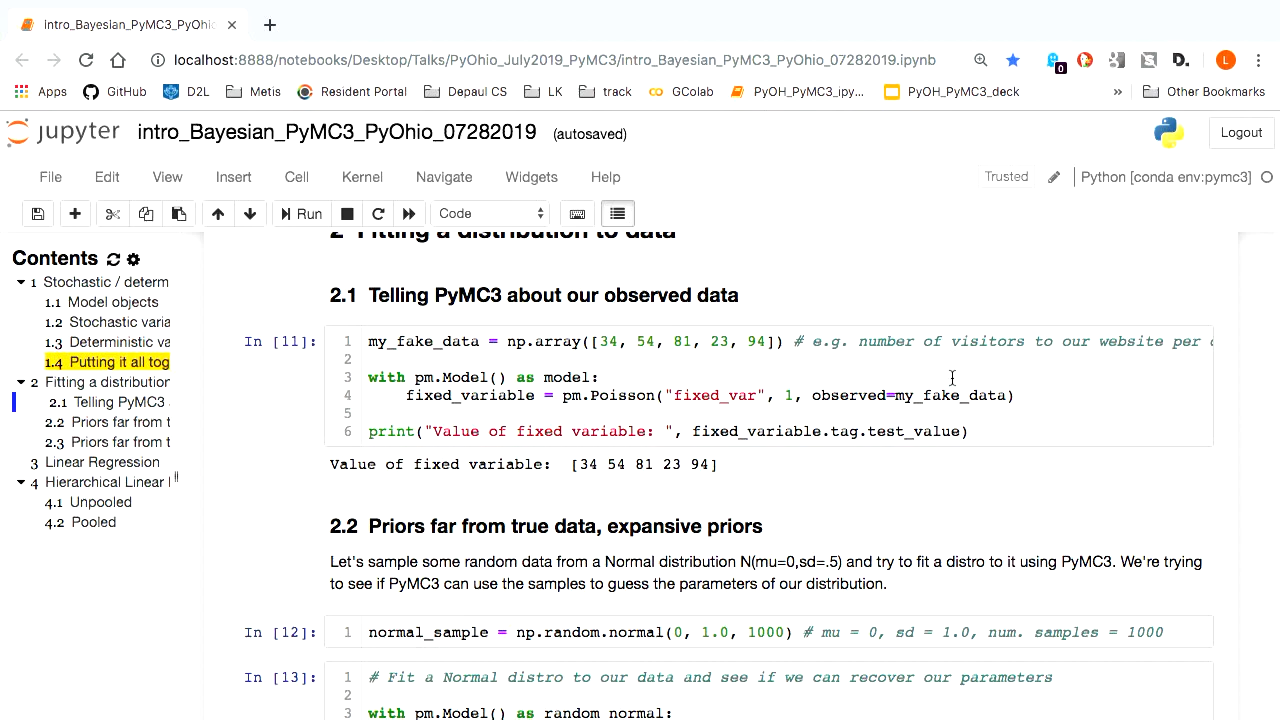 intro_Bayesian_PyMC3_PyOhio
localhost:8888/notebooks/Desktop/Talks/PyOhio_July2019_PyMC3/intro_Bayesian_PyMC3_PyOhio_07282019.ipynb
0
D.
L
Apps GitHub D2L Metis Resident Portal Depaul CS LK track GColab PyOH_PyMC3_ipy... PyOH_PyMC3_deck » Other Bookmarks
jupyter intro_Bayesian_PyMC3_PyOhio_07282019 (autosaved) Logout
File Edit View Insert Cell Kernel Navigate Widgets Help Trusted Python [conda env:pymc3]
Run Code
Contents
1 Stochastic / determ
1.1 Model objects
1.2 Stochastic varia
1.3 Deterministic va
1.4 Putting it all tog
2 Fitting a distribution
2.1 Telling PyMC3
2.2 Priors far from t
2.3 Priors far from t
3 Linear Regression
4 Hierarchical Linear
4.1 Unpooled
4.2 Pooled
2 Fitting a distribution to data
2.1 Telling PyMC3 about our observed data
In [11]:
1 my_fake_data = np.array([34, 54, 81, 23, 94]) # e.g. number of visitors to our website per
2
3 with pm.Model() as model:
4 fixed_variable = pm.Poisson("fixed_var", 1, observed=my_fake_data)
5
6 print("Value of fixed variable: ", fixed_variable.tag.test_value)
Value of fixed variable: [34 54 81 23 94]
2.2 Priors far from true data, expansive priors
Let's sample some random data from a Normal distribution N(mu=0,sd=.5) and try to fit a distro to it using PyMC3. We're trying
to see if PyMC3 can use the samples to guess the parameters of our distribution.
In [12]:
1 normal_sample = np.random.normal(0, 1.0, 1000) # mu = 0, sd = 1.0, num. samples = 1000
In [13]:
1 # Fit a Normal distro to our data and see if we can recover our parameters
2
3 with pm.Model() as random_normal: